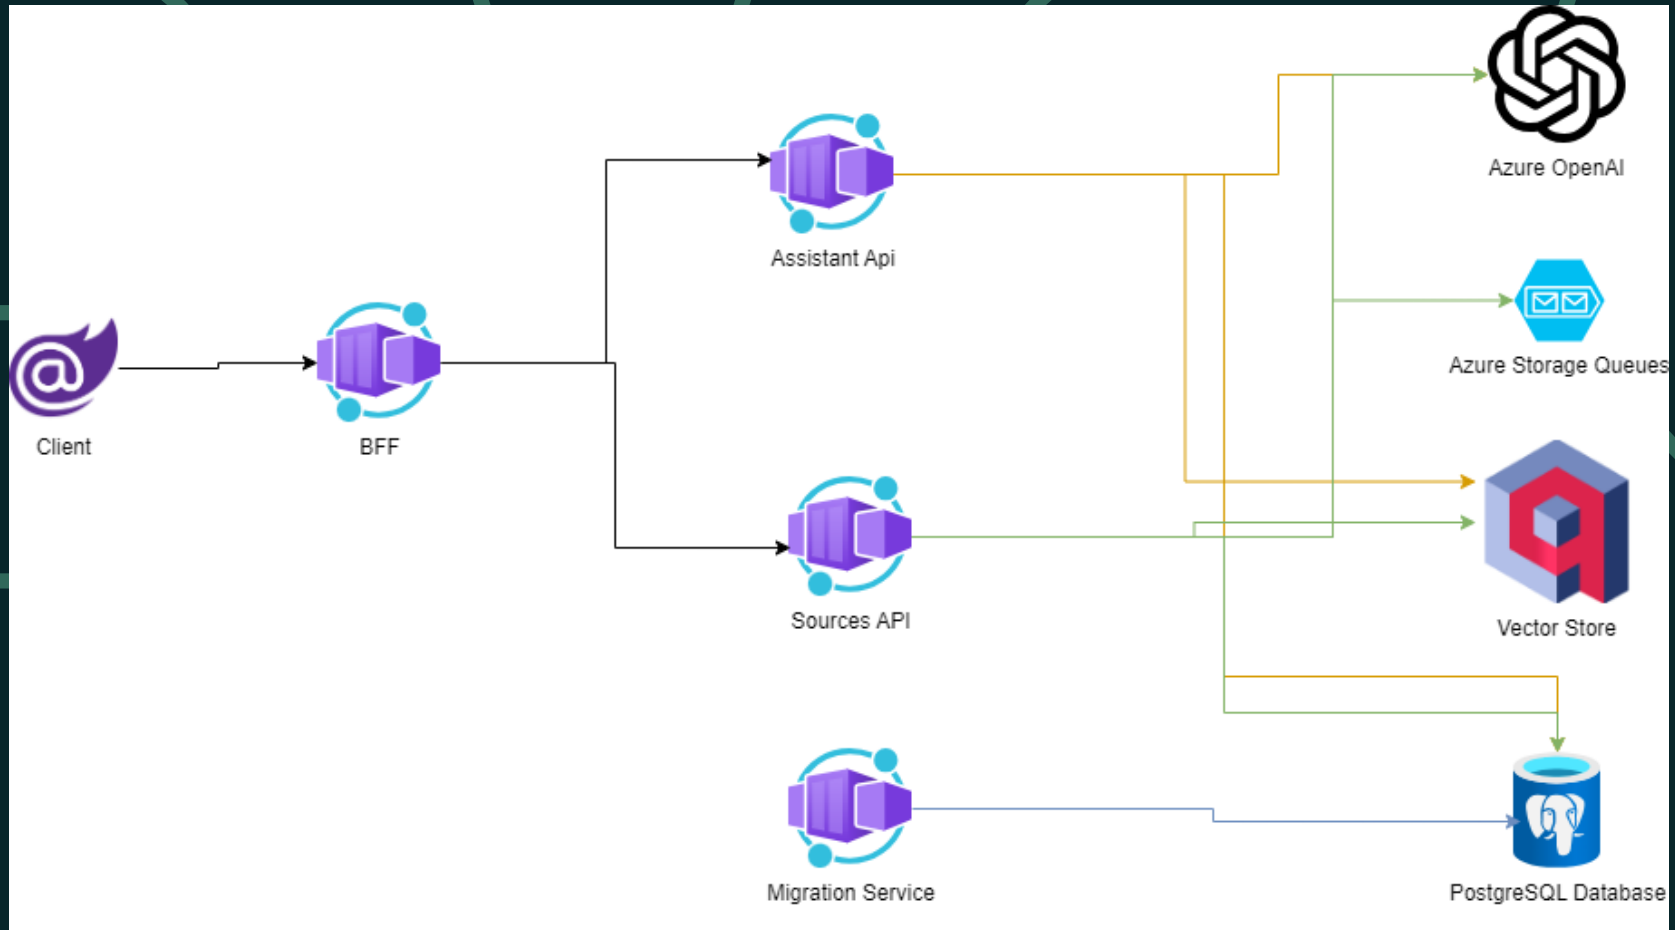 Azure OpenAI
Assistant Api
Azure Storage Queues
Client
BFF
Sources API
Vector Store
Migration Service
PostgreSQL Database